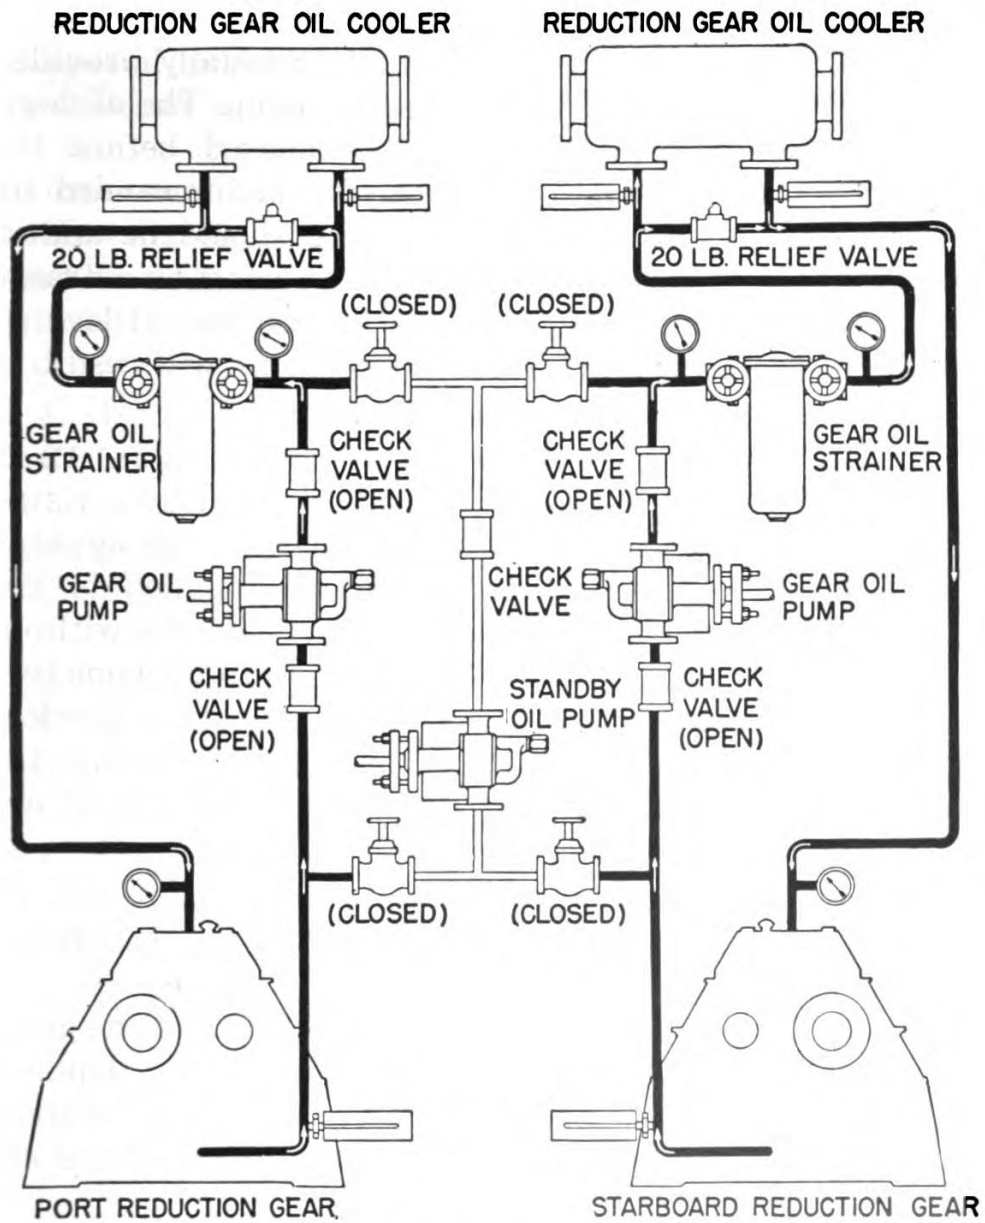 REDUCTION GEAR OIL COOLER
REDUCTION GEAR OIL COOLER
20 LB. RELIEF VALVE
20 LB. RELIEF VALVE
(CLOSED)
(CLOSED)
GEAR OIL
STRAINER
CHECK
VALVE
(OPEN)
CHECK
VALVE
(OPEN)
GEAR OIL
STRAINER
GEAR OIL
PUMP
CHECK
VALVE
GEAR OIL
PUMP
CHECK
VALVE
(OPEN)
STANDBY
OIL PUMP
CHECK
VALVE
(OPEN)
(CLOSED)
(CLOSED)
PORT REDUCTION GEAR.
STARBOARD REDUCTION GEAR